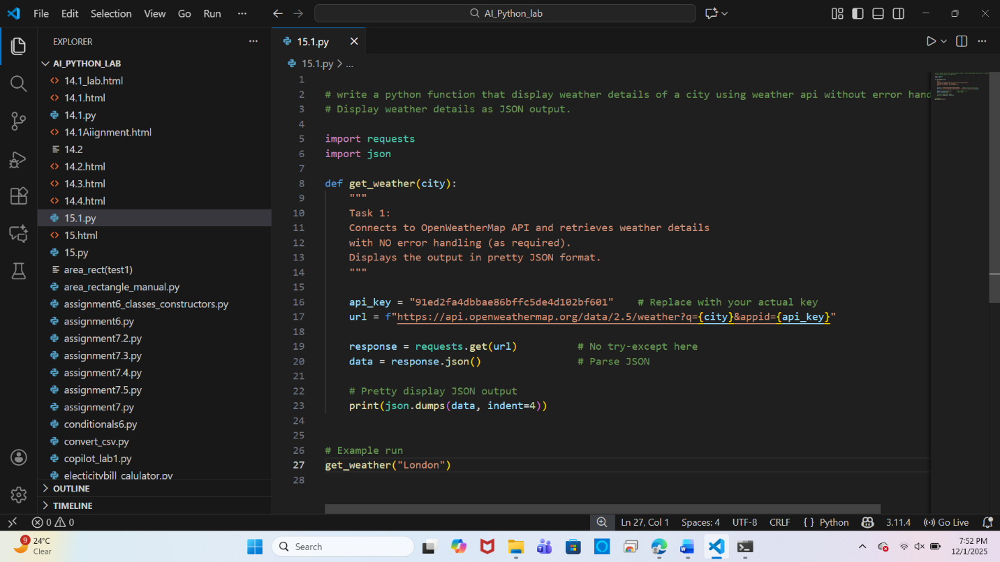 File Edit Selection View Go Run ··· AI_Python_lab
EXPLORER ···
AI_PYTHON_LAB
14.1_lab.html
14.1.html
14.1.py
14.1Aiignment.html
14.2
14.2.html
14.3.html
14.4.html
15.1.py
15.html
15.py
area_rect(test1)
area_rectangle_manual.py
assignment6_classes_constructors.py
assignment6.py
assignment7.2.py
assignment7.3.py
assignment7.4.py
assignment7.5.py
assignment7.py
conditionals6.py
convert_csv.py
copilot_lab1.py
electicitybill_calulator.py
OUTLINE
TIMELINE
15.1.py
15.1.py > ...
1
2 # write a python function that display weather details of a city using weather api without error hand
3 # Display weather details as JSON output.
4
5 import requests
6 import json
7
8 def get_weather(city):
9 """
10 Task 1:
11 Connects to OpenWeatherMap API and retrieves weather details
12 with NO error handling (as required).
13 Displays the output in pretty JSON format.
14 """
15
16 api_key = "91ed2fa4dbbae86bffc5de4d102bf601" # Replace with your actual key
17 url = f"https://api.openweathermap.org/data/2.5/weather?q={city}&appid={api_key}"
18
19 response = requests.get(url) # No try-except here
20 data = response.json() # Parse JSON
21
22 # Pretty display JSON output
23 print(json.dumps(data, indent=4))
24
25
26 # Example run
27 get_weather("London")
28
0 0 Ln 27, Col 1 Spaces: 4 UTF-8 CRLF { } Python 3.11.4 Go Live
9 24°C
Clear
Search
7:52 PM
12/1/2025